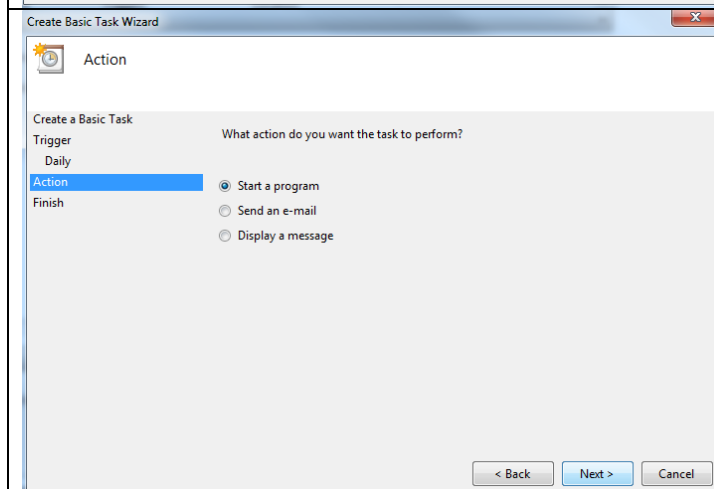 Create Basic Task Wizard
Action
Create a Basic Task
Trigger
Daily
Action
Finish
What action do you want the task to perform?
Start a program
Send an e-mail
Display a message
< Back
Next >
Cancel